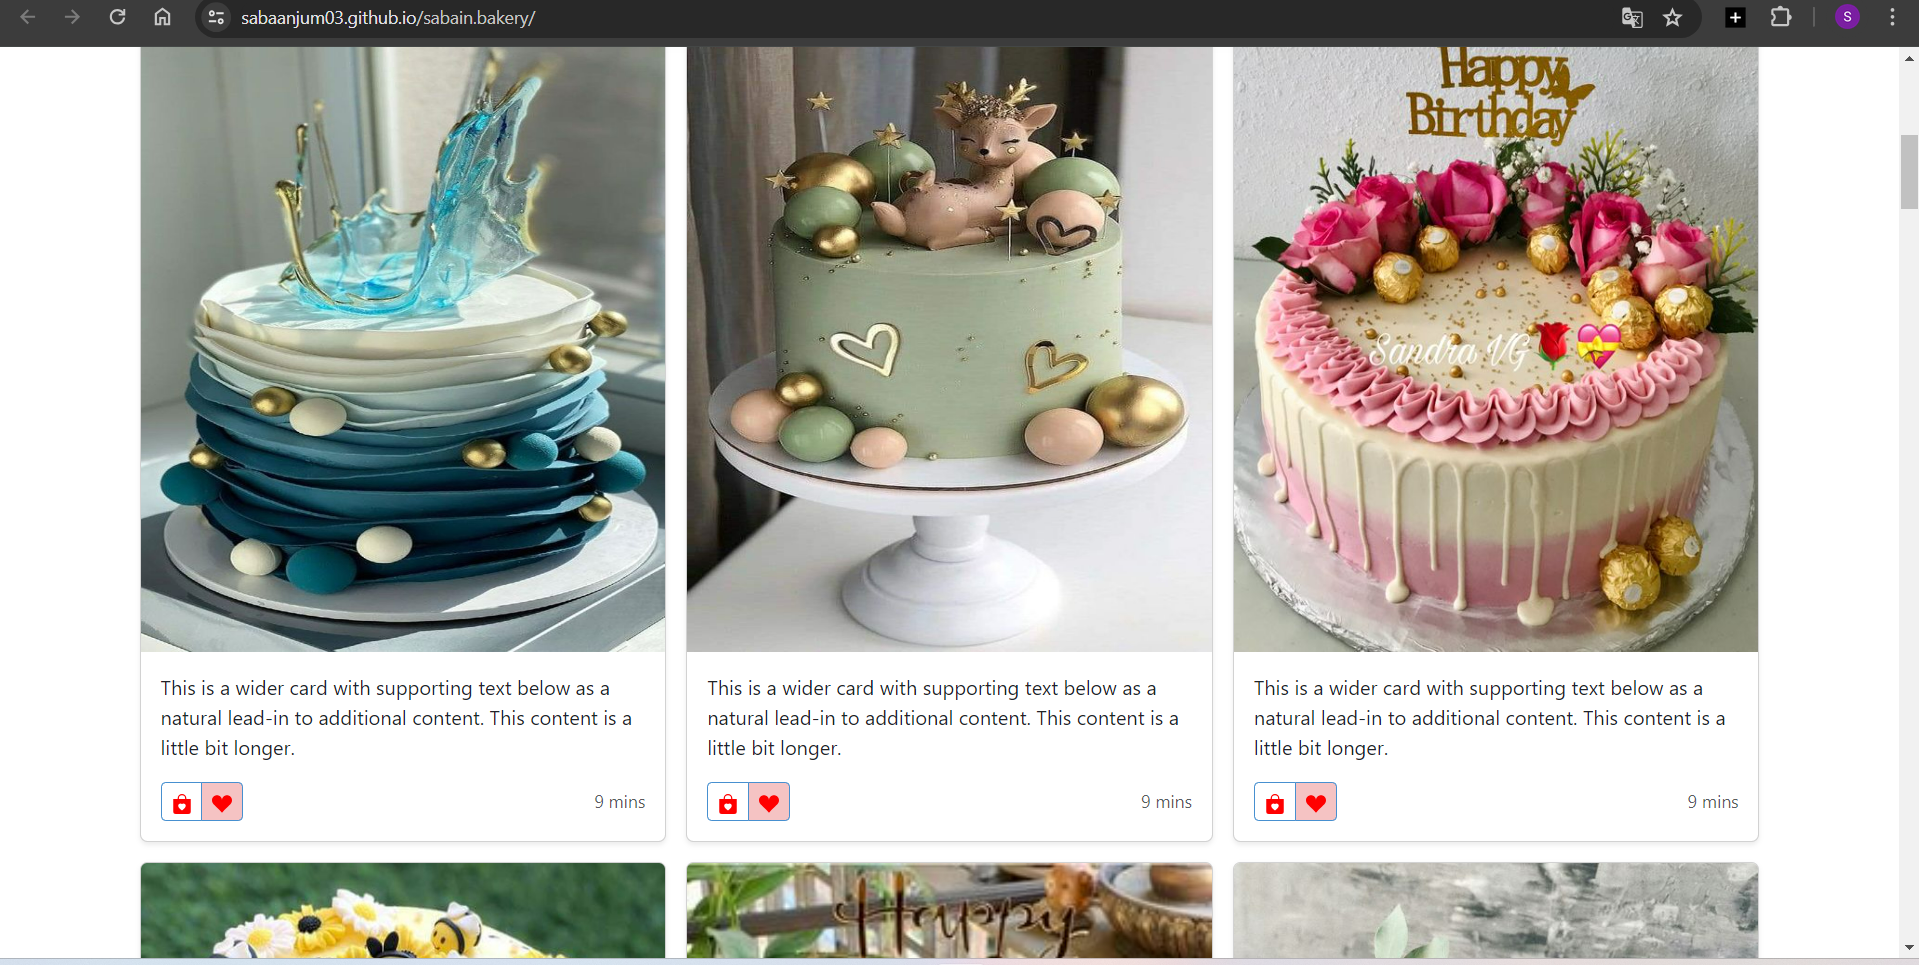 sabaanjum03.github.io/sabain.bakery/
S
Happy
Birthday
Sandra VG
This is a wider card with supporting text below as a
natural lead-in to additional content. This content is a
little bit longer.
9 mins
This is a wider card with supporting text below as a
natural lead-in to additional content. This content is a
little bit longer.
9 mins
This is a wider card with supporting text below as a
natural lead-in to additional content. This content is a
little bit longer.
9 mins
Happy